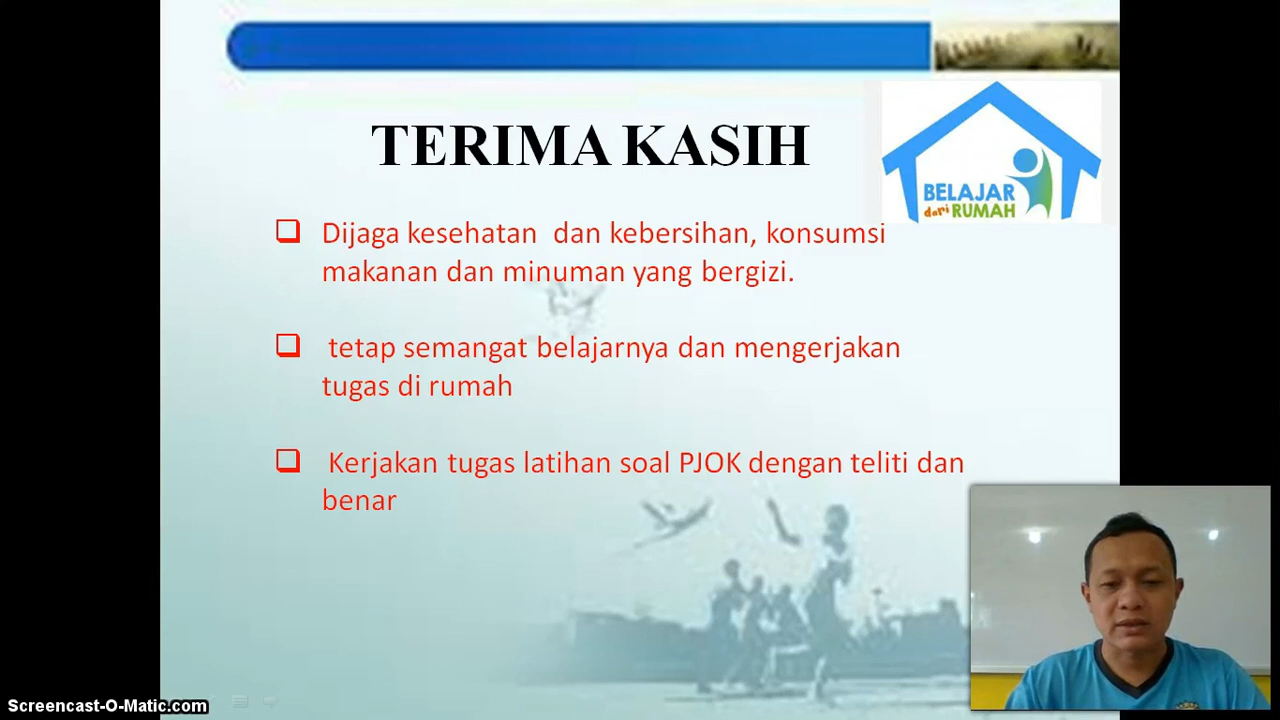 TERIMA KASIH
BELAJAR
dari RUMAH
Dijaga kesehatan dan kebersihan, konsumsi
makanan dan minuman yang bergizi.
tetap semangat belajarnya dan mengerjakan
tugas di rumah
Kerjakan tugas latihan soal PJOK dengan teliti dan
benar
Screencast-O-Matic.com